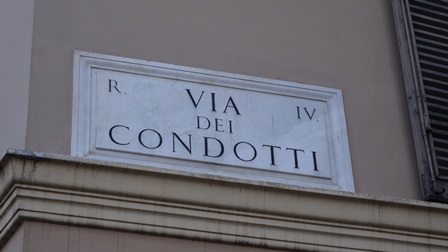 R. VIA IV.
DEI
CONDOTTI